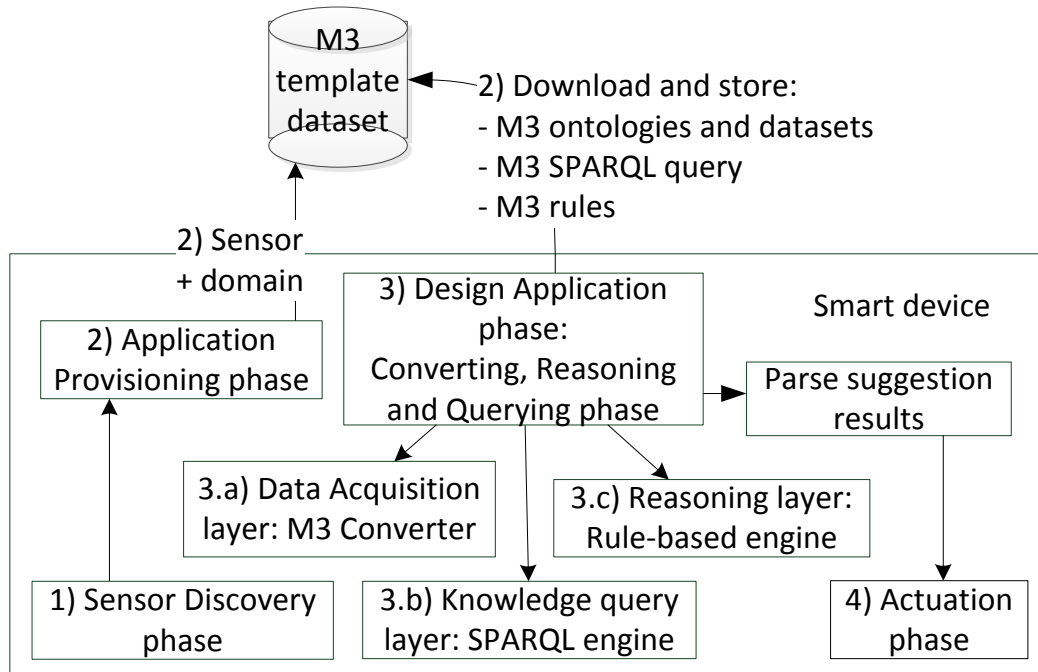 M3
template
dataset
2) Download and store:
- M3 ontologies and datasets
- M3 SPARQL query
- M3 rules
2) Sensor
+ domain
3) Design Application
phase:
Converting, Reasoning
and Querying phase
Smart device
2) Application
Provisioning phase
Parse suggestion
results
3.a) Data Acquisition
layer: M3 Converter
3.c) Reasoning layer:
Rule-based engine
1) Sensor Discovery
phase
3.b) Knowledge query
layer: SPARQL engine
4) Actuation
phase